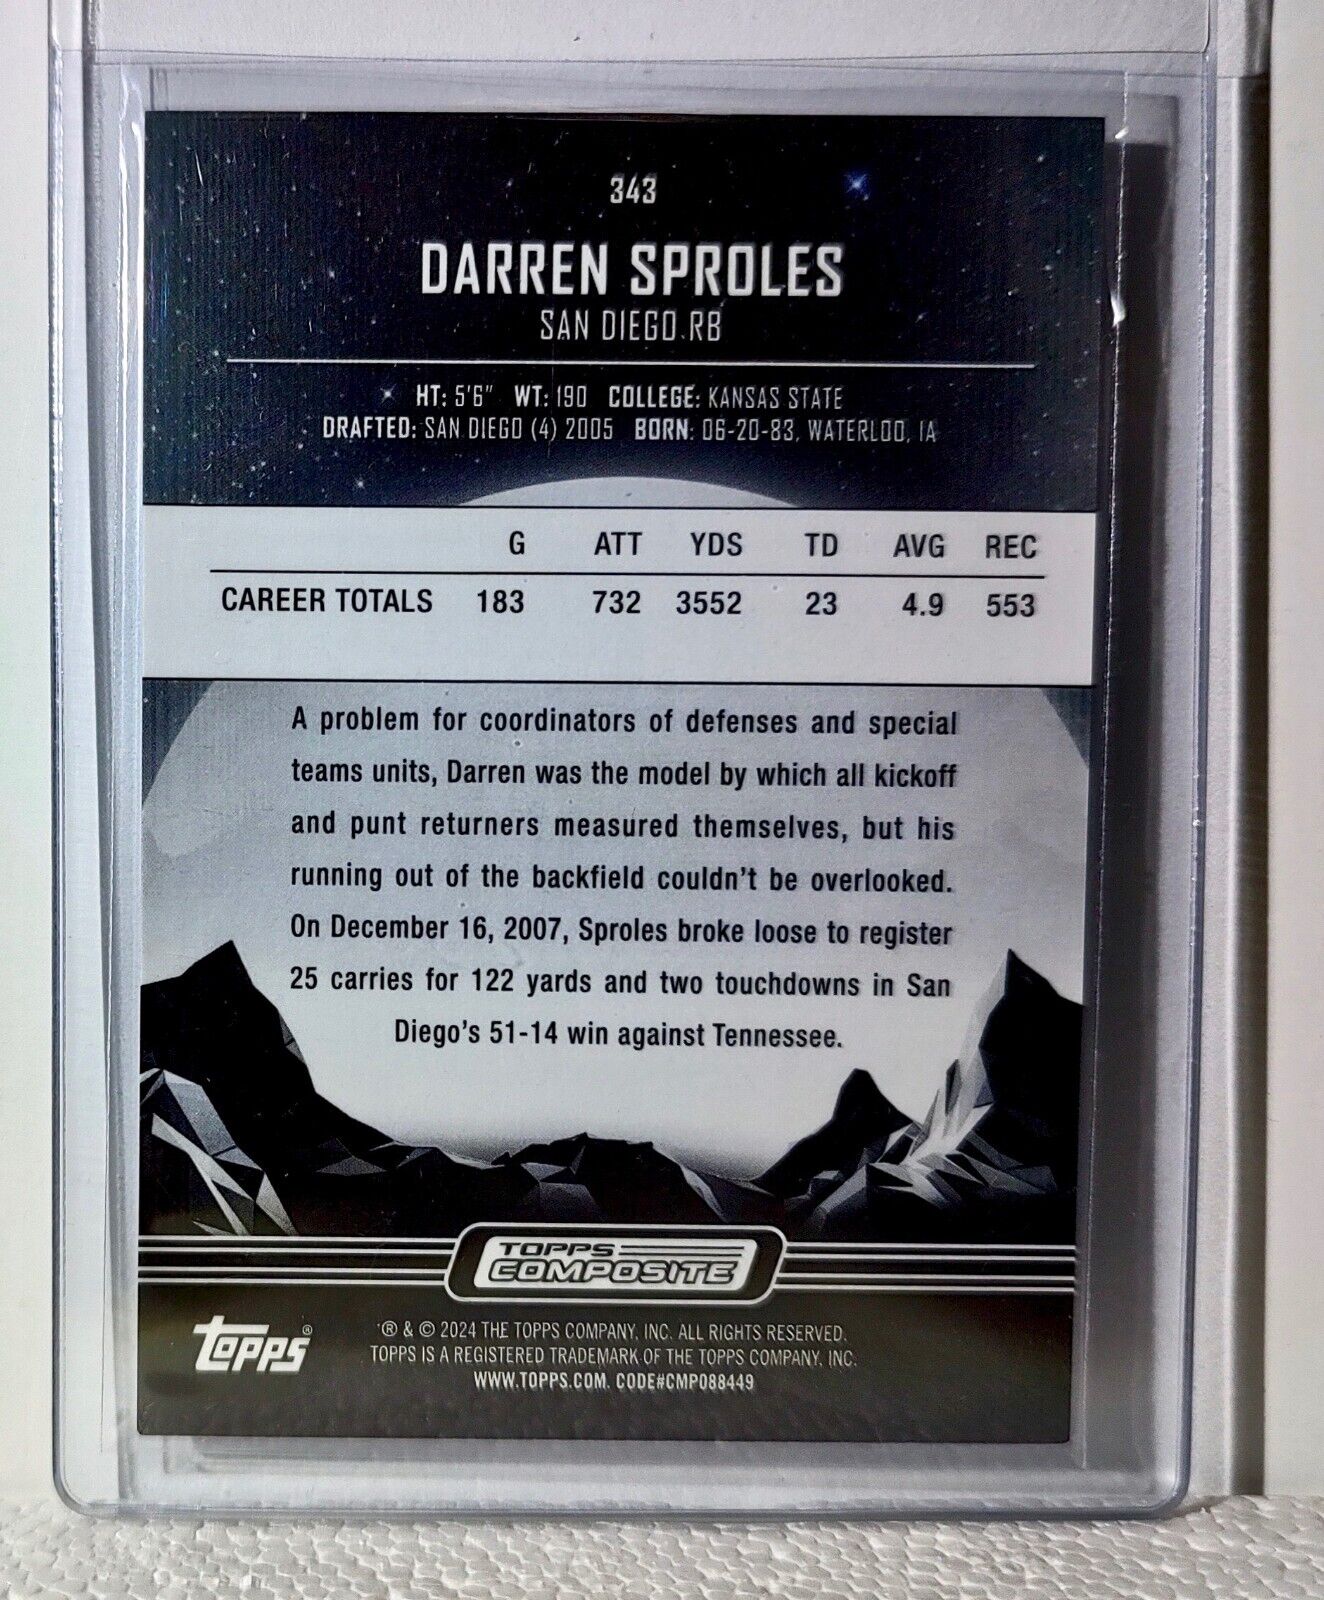 343
DARREN SPROLES
SAN DIEGO RB
HT: 5'6" WT: 190 COLLEGE: KANSAS STATE
DRAFTED: SAN DIEGO (4) 2005 BORN: 06-20-83, WATERLOO, IA
G ATT YDS TD AVG REC
CAREER TOTALS 183 732 3552 23 4.9 553
A problem for coordinators of defenses and special
teams units, Darren was the model by which all kickoff
and punt returners measured themselves, but his
running out of the backfield couldn't be overlooked.
On December 16, 2007, Sproles broke loose to register
25 carries for 122 yards and two touchdowns in San
Diego's 51-14 win against Tennessee.
TOPPS
COMPOSITE
topps®
® & © 2024 THE TOPPS COMPANY, INC. ALL RIGHTS RESERVED.
TOPPS IS A REGISTERED TRADEMARK OF THE TOPPS COMPANY, INC.
WWW.TOPPS.COM. CODE#CMP088449